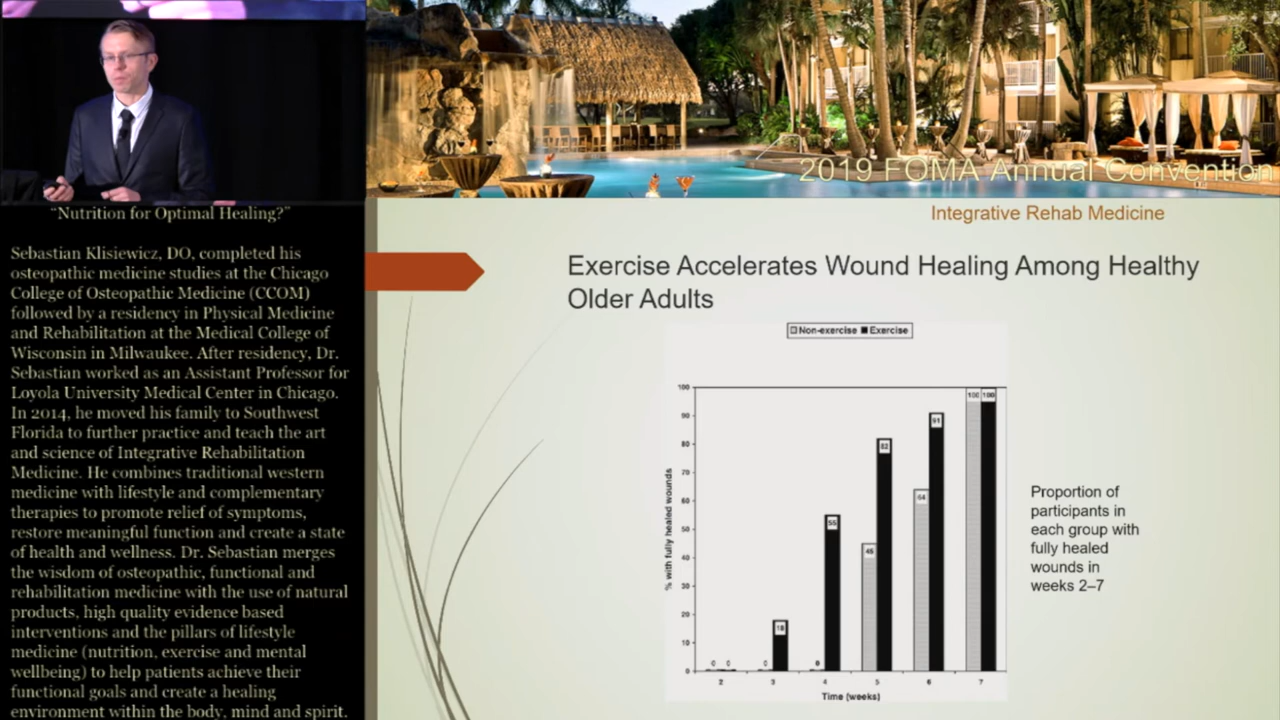 "Nutrition for Optimal Healing?"
Sebastian Klisiewicz, DO, completed his
osteopathic medicine studies at the Chicago
College of Osteopathic Medicine (CCOM)
followed by a residency in Physical Medicine
and Rehabilitation at the Medical College of
Wisconsin in Milwaukee. After residency, Dr.
Sebastian worked as an Assistant Professor for
Loyola University Medical Center in Chicago.
In 2014, he moved his family to Southwest
Florida to further practice and teach the art
and science of Integrative Rehabilitation
Medicine. He combines traditional western
medicine with lifestyle and complementary
therapies to promote relief of symptoms,
restore meaningful function and create a state
of health and wellness. Dr. Sebastian merges
the wisdom of osteopathic, functional and
rehabilitation medicine with the use of natural
products, high quality evidence based
interventions and the pillars of lifestyle
medicine (nutrition, exercise and mental
wellbeing) to help patients achieve their
functional goals and create a healing
environment within the body, mind and spirit.
2019 FOMA Annual Convention
Integrative Rehab Medicine
Exercise Accelerates Wound Healing Among Healthy
Older Adults
Non-exercise Exercise
100
90
80
70
60
50
40
30
20
10
0
% with fully healed wounds
0 0
0 18
0 55
45 82
64 91
100 100
2 3 4 5 6 7
Time (weeks)
Proportion of
participants in
each group with
fully healed
wounds in
weeks 2–7